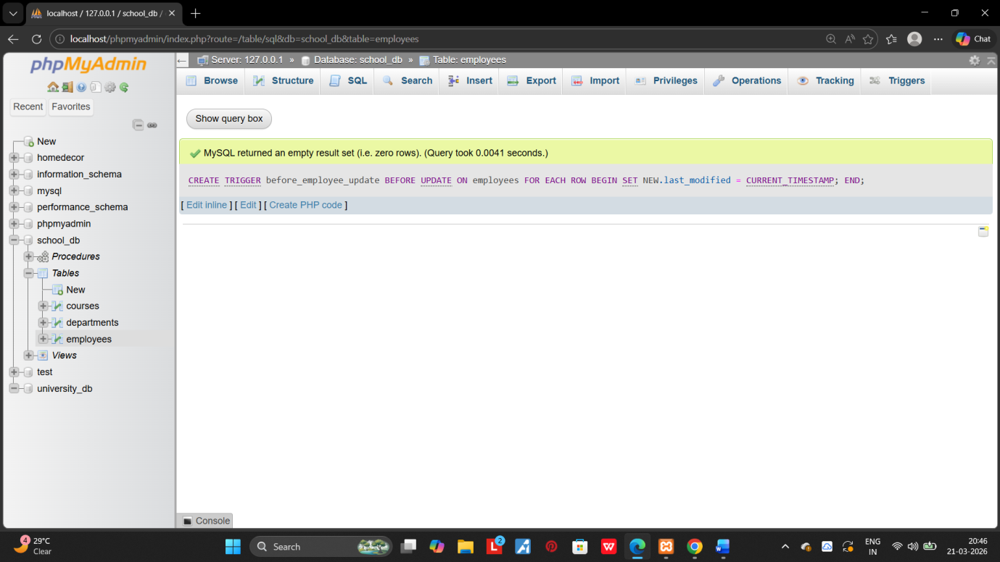 localhost / 127.0.0.1 / school_db /
localhost/phpmyadmin/index.php?route=/table/sql&db=school_db&table=employees
Chat
phpMyAdmin
Recent Favorites
New
homedecor
information_schema
mysql
performance_schema
phpmyadmin
school_db
Procedures
Tables
New
courses
departments
employees
Views
test
university_db
Server: 127.0.0.1 » Database: school_db » Table: employees
Browse Structure SQL Search Insert Export Import Privileges Operations Tracking Triggers
Show query box
MySQL returned an empty result set (i.e. zero rows). (Query took 0.0041 seconds.)
CREATE TRIGGER before_employee_update BEFORE UPDATE ON employees FOR EACH ROW BEGIN SET NEW.last_modified = CURRENT_TIMESTAMP; END;
[ Edit inline ] [ Edit ] [ Create PHP code ]
Console
4
29°C
Clear
Search
L 2
W
W
ENG
IN
20:46
21-03-2026